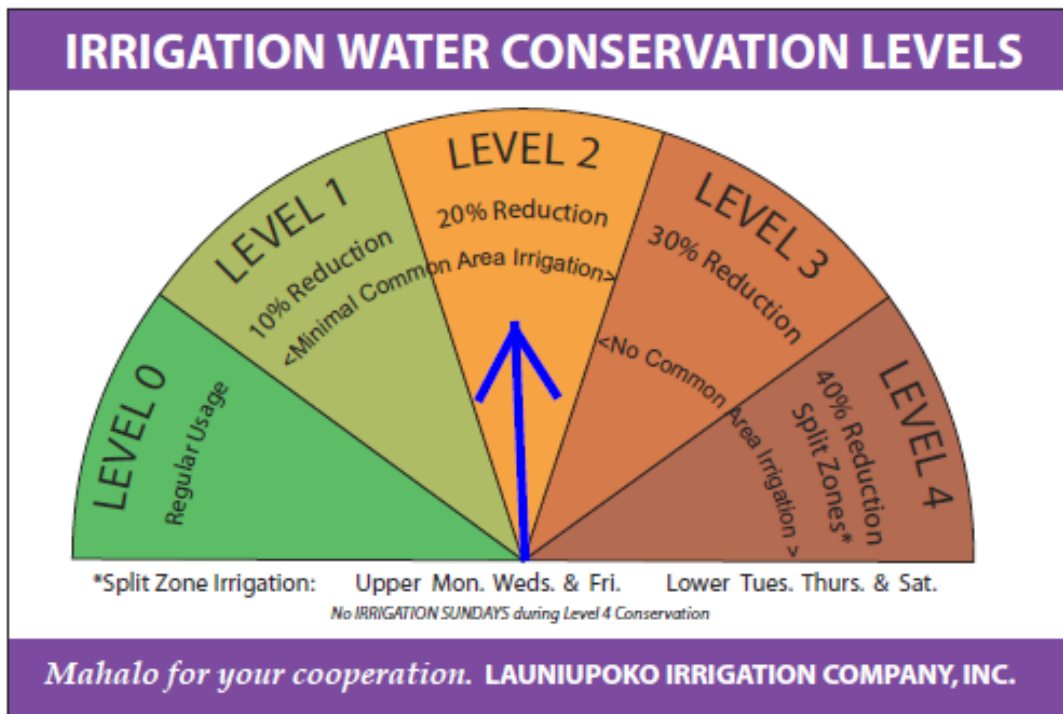 IRRIGATION WATER CONSERVATION LEVELS
LEVEL 0
Regular Usage
LEVEL 1
10% Reduction
<Minimal Common Area Irrigation>
LEVEL 2
20% Reduction
LEVEL 3
30% Reduction
<No Common Area Irrigation >
LEVEL 4
40% Reduction
Split Zones*
*Split Zone Irrigation: Upper Mon. Weds. & Fri. Lower Tues. Thurs. & Sat.
No IRRIGATION SUNDAYS during Level 4 Conservation
Mahalo for your cooperation. LAUNIUPOKO IRRIGATION COMPANY, INC.